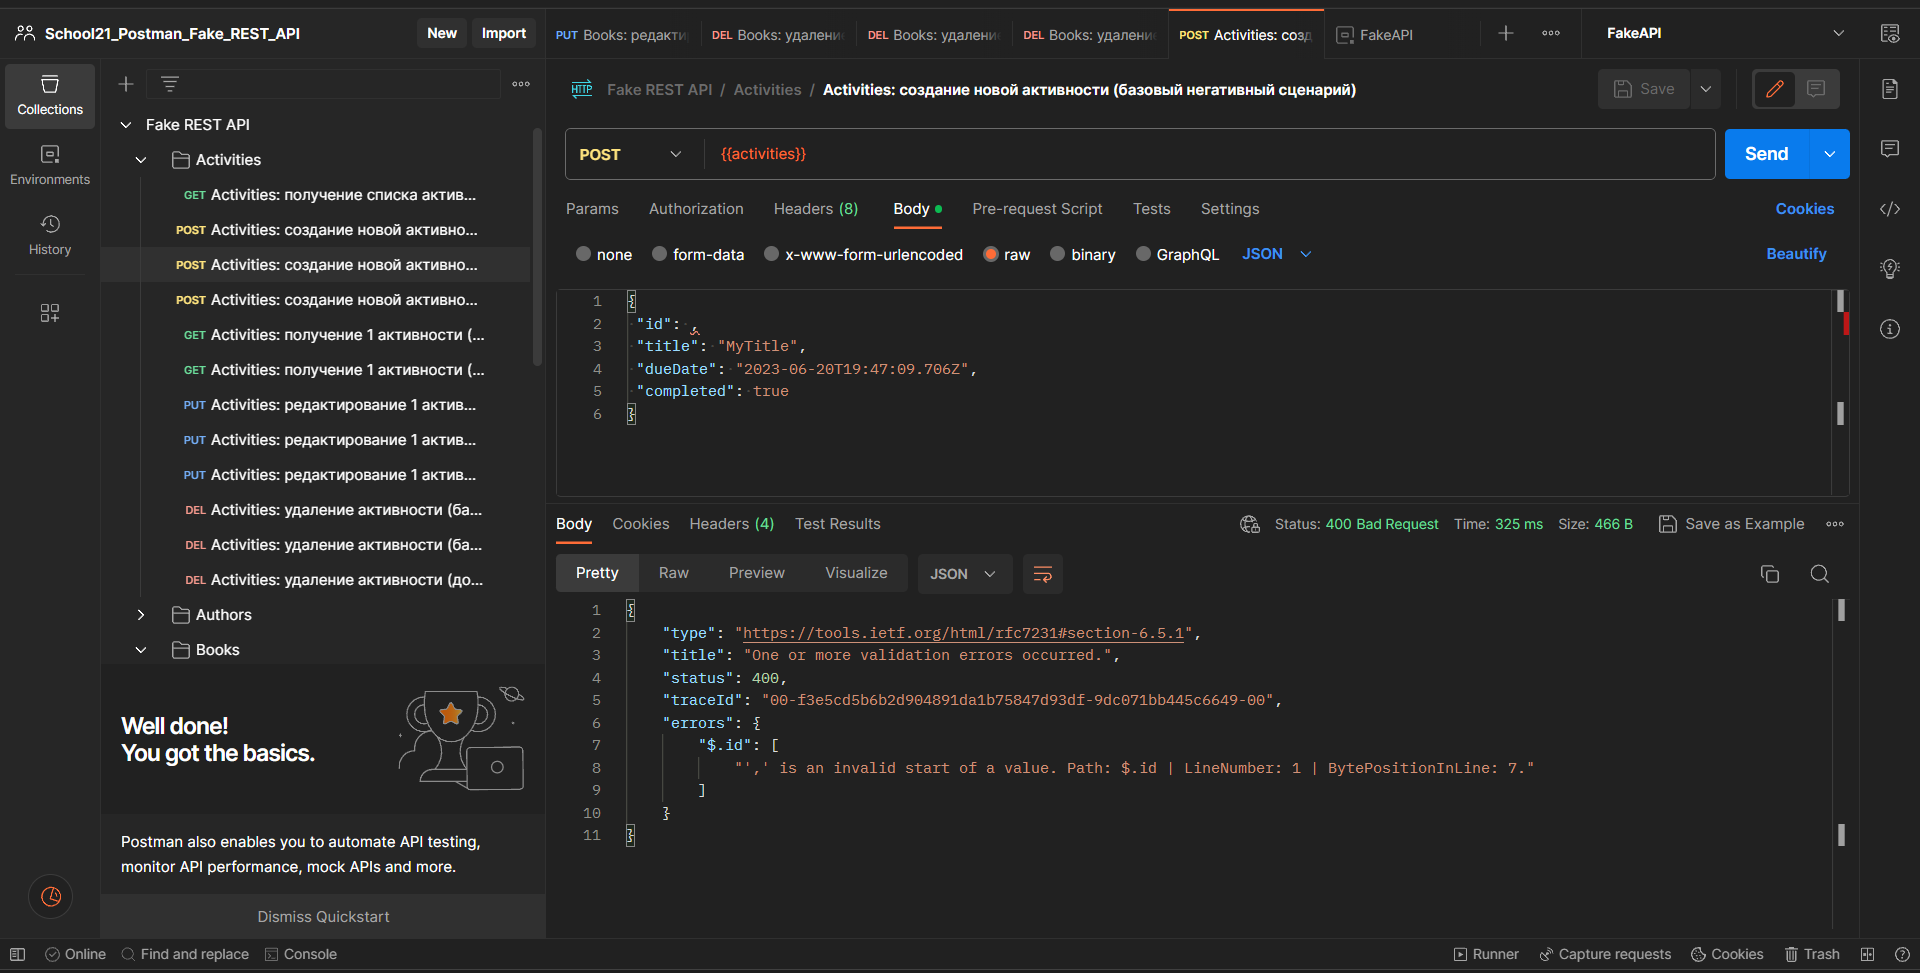 School21_Postman_Fake_REST_API
New
Import
PUT Books: редакти
DEL Books: удалени
DEL Books: удалени
DEL Books: удалени
POST Activities: созд
FakeAPI
FakeAPI
Collections
Environments
History
Fake REST API
Activities
GET Activities: получение списка актив...
POST Activities: создание новой активно...
POST Activities: создание новой активно...
POST Activities: создание новой активно...
GET Activities: получение 1 активности (...
GET Activities: получение 1 активности (...
PUT Activities: редактирование 1 актив...
PUT Activities: редактирование 1 актив...
PUT Activities: редактирование 1 актив...
DEL Activities: удаление активности (ба...
DEL Activities: удаление активности (ба...
DEL Activities: удаление активности (до...
Authors
Books
Well done!
You got the basics.
Postman also enables you to automate API testing,
monitor API performance, mock APIs and more.
Dismiss Quickstart
HTTP Fake REST API / Activities / Activities: создание новой активности (базовый негативный сценарий)
Save
POST {{activities}}
Send
Params Authorization Headers (8) Body Pre-request Script Tests Settings
Cookies
none form-data x-www-form-urlencoded raw binary GraphQL JSON
Beautify
1 {
2 "id": ,
3 "title": "MyTitle",
4 "dueDate": "2023-06-20T19:47:09.706Z",
5 "completed": true
6 }
Body Cookies Headers (4) Test Results
Status: 400 Bad Request Time: 325 ms Size: 466 B
Save as Example
Pretty Raw Preview Visualize JSON
1 {
2 "type": "https://tools.ietf.org/html/rfc7231#section-6.5.1",
3 "title": "One or more validation errors occurred.",
4 "status": 400,
5 "traceId": "00-f3e5cd5b6b2d904891da1b75847d93df-9dc071bb445c6649-00",
6 "errors": {
7 "$.id": [
8 "',' is an invalid start of a value. Path: $.id | LineNumber: 1 | BytePositionInLine: 7."
9 ]
10 }
11 }
Online Find and replace Console
Runner Capture requests Cookies Trash